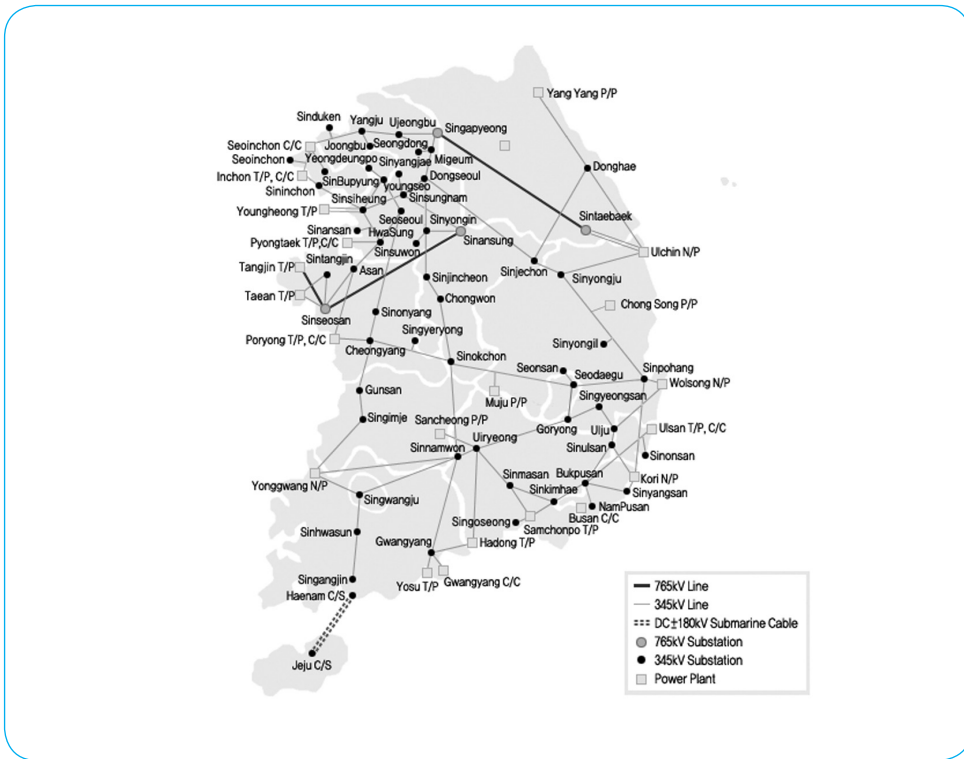 Yang Yang P/P
Sinduken
Yangju
Ujeongbu
Singapyeong
Seoinchon C/C
Joongbu
Seongdong
Seoinchon
Yeongdeungpo
Sinyangjae
Migeum
Donghae
Inchon T/P, C/C
SinBupyung
youngseo
Dongseoul
Sininchon
Sinsiheung
Sinsungnam
Youngheong T/P
Seoseoul
Sinyongin
Sintaebaek
Sinansan
HwaSung
Sinansung
Pyongtaek T/P,C/C
Sinsuwon
Ulchin N/P
Sintangjin
Tangjin T/P
Asan
Sinjechon
Sinyongju
Sinjincheon
Taean T/P
Chongwon
Chong Song P/P
Sinseosan
Sinonyang
Singyeryong
Poryong T/P, C/C
Cheongyang
Sinyongil
Sinokchon
Seonsan
Seodaegu
Sinpohang
Wolsong N/P
Gunsan
Muju P/P
Singyeongsan
Singimje
Sancheong P/P
Goryong
Ulju
Ulsan T/P, C/C
Uiryeong
Sinnamwon
Sinulsan
Sinonsan
Yonggwang N/P
Sinmasan
Bukpusan
Kori N/P
Singwangju
Sinkimhae
Sinyangsan
NamPusan
Singoseong
Busan C/C
Samchonpo T/P
Sinhwasun
Gwangyang
Hadong T/P
Singangjin
Yosu T/P
Gwangyang C/C
Haenam C/S
Jeju C/S
765kV Line
345kV Line
DC±180kV Submarine Cable
765kV Substation
345kV Substation
Power Plant